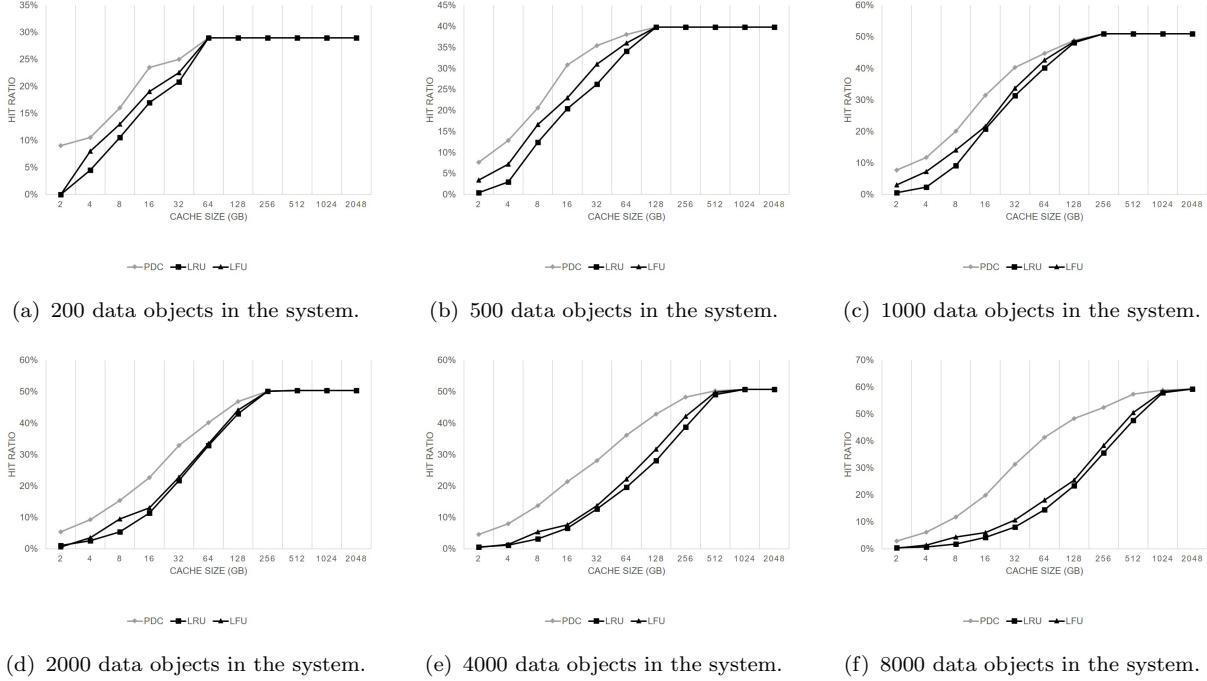 35%
30%
25%
20%
15%
10%
5%
0%
HIT RATIO
2 4 8 16 32 64 128 256 512 1024 2048
CACHE SIZE (GB)
PDC LRU LFU
(a) 200 data objects in the system.
45%
40%
35%
30%
25%
20%
15%
10%
5%
0%
HIT RATIO
2 4 8 16 32 64 128 256 512 1024 2048
CACHE SIZE (GB)
PDC LRU LFU
(b) 500 data objects in the system.
60%
50%
40%
30%
20%
10%
0%
HIT RATIO
2 4 8 16 32 64 128 256 512 1024 2048
CACHE SIZE (GB)
PDC LRU LFU
(c) 1000 data objects in the system.
60%
50%
40%
30%
20%
10%
0%
HIT RATIO
2 4 8 16 32 64 128 256 512 1024 2048
CACHE SIZE (GB)
PDC LRU LFU
(d) 2000 data objects in the system.
60%
50%
40%
30%
20%
10%
0%
HIT RATIO
2 4 8 16 32 64 128 256 512 1024 2048
CACHE SIZE (GB)
PDC LRU LFU
(e) 4000 data objects in the system.
70%
60%
50%
40%
30%
20%
10%
0%
HIT RATIO
2 4 8 16 32 64 128 256 512 1024 2048
CACHE SIZE (GB)
PDC LRU LFU
(f) 8000 data objects in the system.